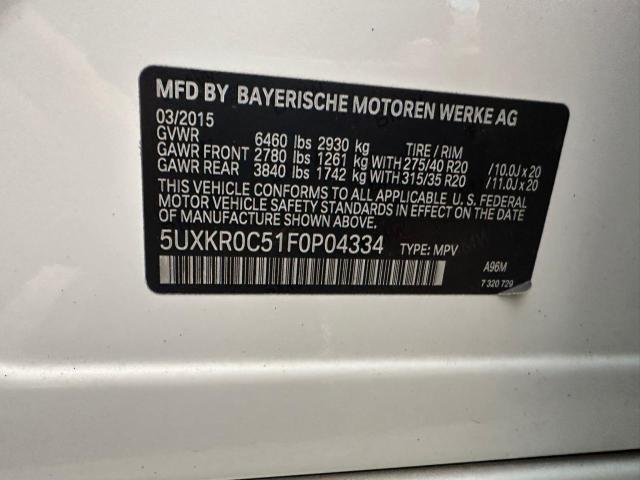 MFD BY BAYERISCHE MOTOREN WERKE AG
03/2015
GVWR 6460 lbs 2930 kg TIRE / RIM
GAWR FRONT 2780 lbs 1261 kg WITH 275/40 R20 /10.0J x 20
GAWR REAR 3840 lbs 1742 kg WITH 315/35 R20 /11.0J x 20
THIS VEHICLE CONFORMS TO ALL APPLICABLE U. S. FEDERAL
MOTOR VEHICLE SAFETY STANDARDS IN EFFECT ON THE DATE
OF MANUFACTURE SHOWN ABOVE.
5UXKR0C51F0P04334 TYPE: MPV
A96M
7 320 729